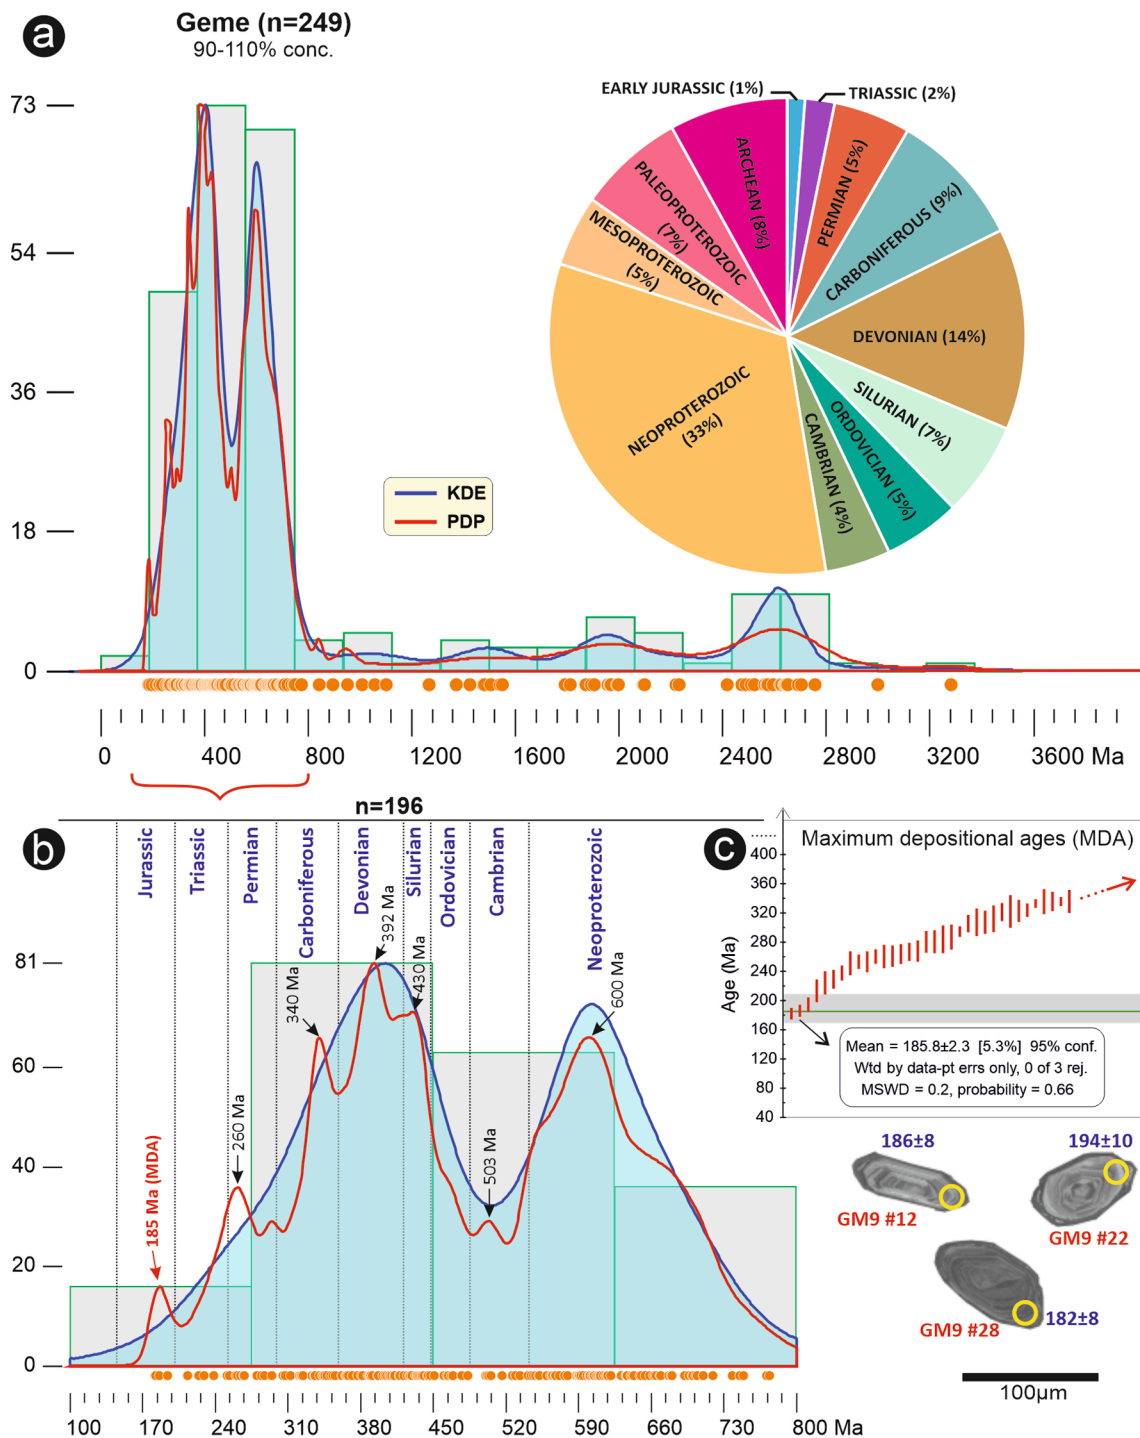 a
Geme (n=249)
90-110% conc.
73
54
36
18
0
KDE
PDP
EARLY JURASSIC (1%)
TRIASSIC (2%)
PERMIAN (5%)
CARBONIFEROUS (9%)
DEVONIAN (14%)
SILURIAN (7%)
ORDOVICIAN (5%)
CAMBRIAN (4%)
NEOPROTEROZOIC
(33%)
MESOPROTEROZOIC
(5%)
PALEOPROTEROZOIC
(7%)
ARCHEAN (8%)
0 400 800 1200 1600 2000 2400 2800 3200 3600 Ma
n=196
b
Jurassic
Triassic
Permian
Carboniferous
Devonian
Silurian
Ordovician
Cambrian
Neoproterozoic
81
60
40
20
0
185 Ma (MDA)
260 Ma
340 Ma
392 Ma
430 Ma
503 Ma
600 Ma
100 170 240 310 380 450 520 590 660 730 800 Ma
c
Maximum depositional ages (MDA)
Age (Ma)
400
360
320
280
240
200
160
120
80
40
Mean = 185.8±2.3 [5.3%] 95% conf.
Wtd by data-pt errs only, 0 of 3 rej.
MSWD = 0.2, probability = 0.66
186±8
GM9 #12
194±10
GM9 #22
GM9 #28
182±8
100µm